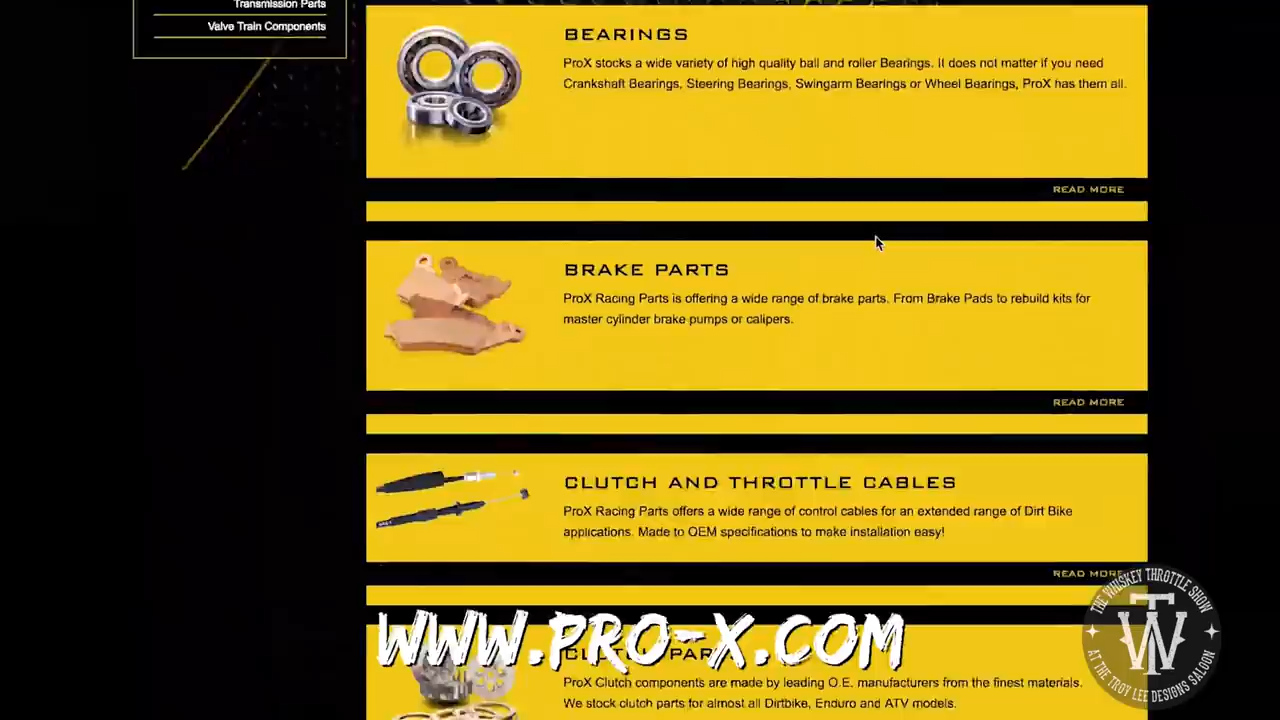 Transmission Parts
Valve Train Components
BEARINGS
ProX stocks a wide variety of high quality ball and roller Bearings. It does not matter if you need
Crankshaft Bearings, Steering Bearings, Swingarm Bearings or Wheel Bearings, ProX has them all.
READ MORE
BRAKE PARTS
ProX Racing Parts is offering a wide range of brake parts. From Brake Pads to rebuild kits for
master cylinder brake pumps or calipers.
READ MORE
CLUTCH AND THROTTLE CABLES
ProX Racing Parts offers a wide range of control cables for an extended range of Dirt Bike
applications. Made to OEM specifications to make installation easy!
READ MORE
WWW.PRO-X.COM
ProX Clutch components are made by leading O.E. manufacturers from the finest materials.
We stock clutch parts for almost all Dirtbike, Enduro and ATV models.
THE WHISKEY THROTTLE SHOW
WT
AT THE TROY LEE DESIGNS SALOON